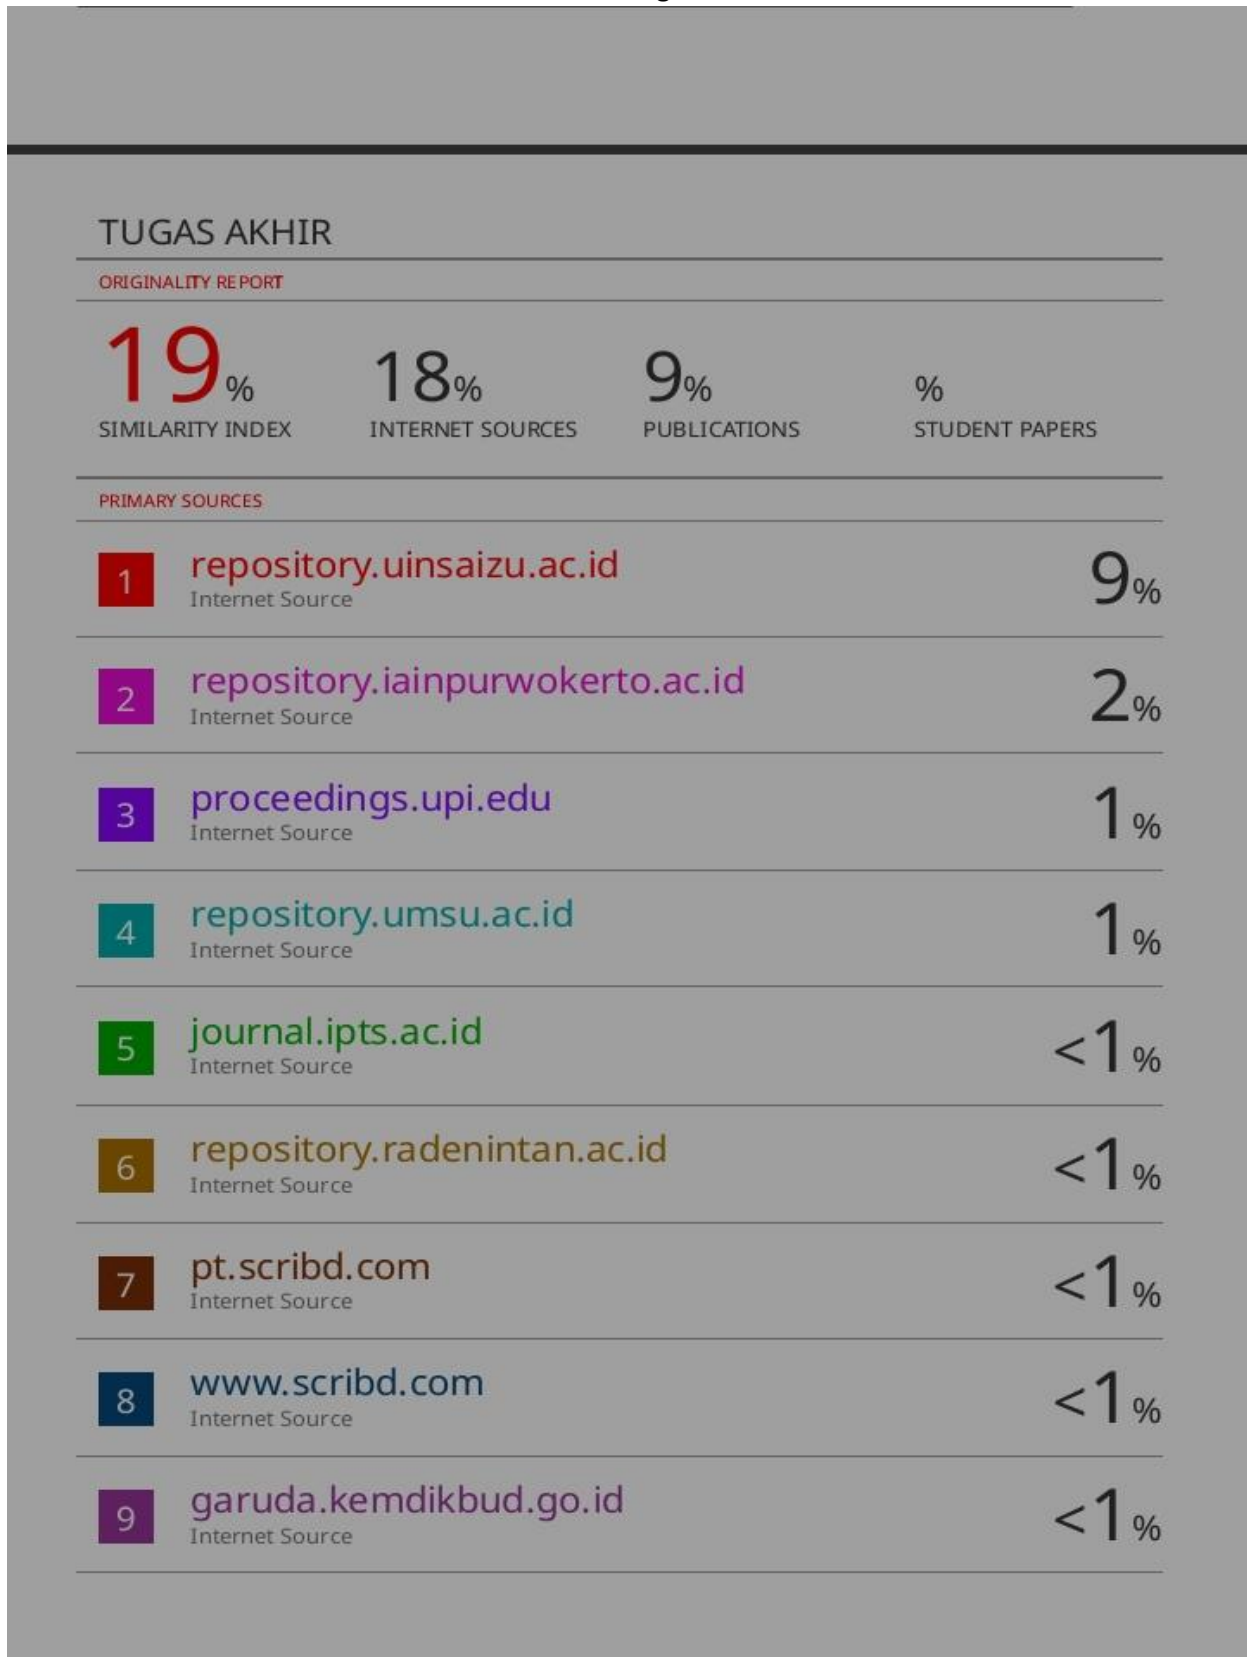 TUGAS AKHIR
ORIGINALITY REPORT
19% 18% 9% %
SIMILARITY INDEX INTERNET SOURCES PUBLICATIONS STUDENT PAPERS
PRIMARY SOURCES
1 repository.uinsaizu.ac.id 9%
Internet Source
2 repository.iainpurwokerto.ac.id 2%
Internet Source
3 proceedings.upi.edu 1%
Internet Source
4 repository.umsu.ac.id 1%
Internet Source
5 journal.ipts.ac.id <1%
Internet Source
6 repository.radenintan.ac.id <1%
Internet Source
7 pt.scribd.com <1%
Internet Source
8 www.scribd.com <1%
Internet Source
9 garuda.kemdikbud.go.id <1%
Internet Source